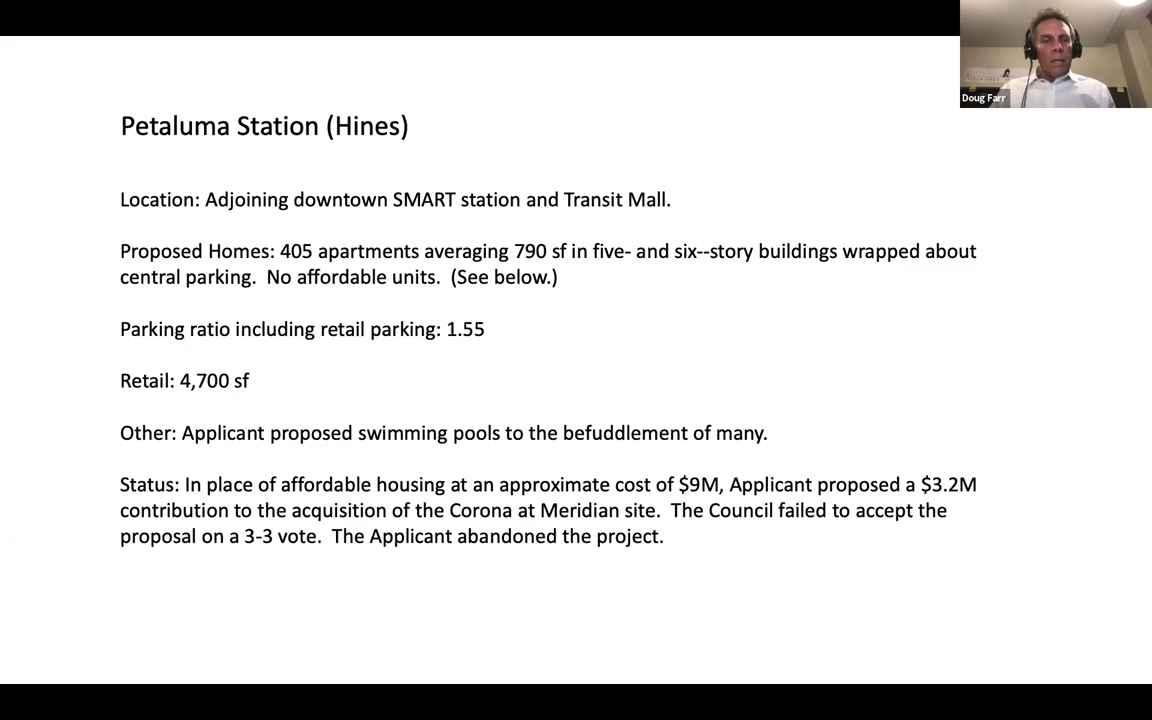 Doug Farr
Petaluma Station (Hines)
Location: Adjoining downtown SMART station and Transit Mall.
Proposed Homes: 405 apartments averaging 790 sf in five- and six--story buildings wrapped about
central parking.  No affordable units.  (See below.)
Parking ratio including retail parking: 1.55
Retail: 4,700 sf
Other: Applicant proposed swimming pools to the befuddlement of many.
Status: In place of affordable housing at an approximate cost of $9M, Applicant proposed a $3.2M
contribution to the acquisition of the Corona at Meridian site.  The Council failed to accept the
proposal on a 3-3 vote.  The Applicant abandoned the project.